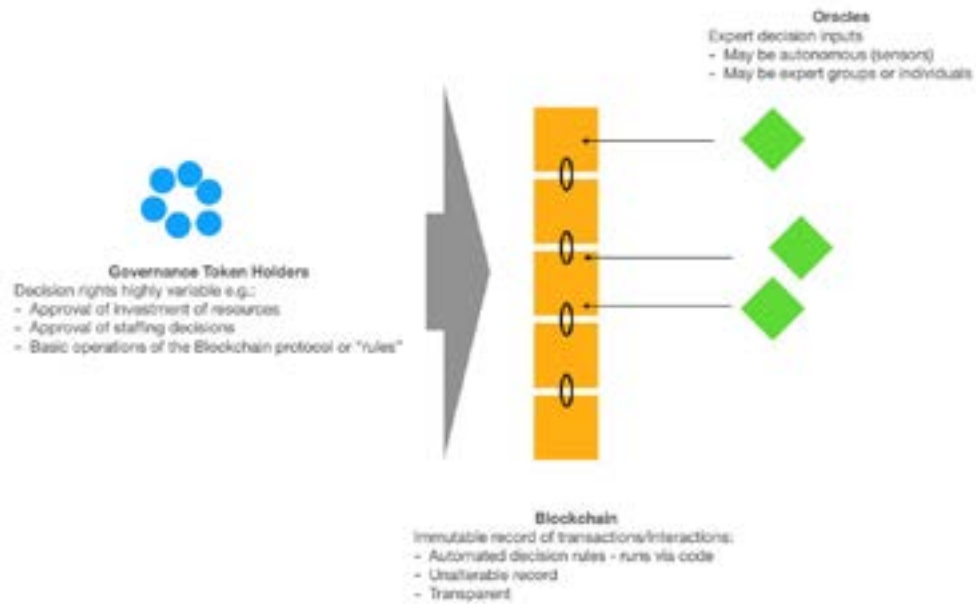 Oracles
Expert decision inputs
- May be autonomous (sensors)
- May be expert groups or individuals
Governance Token Holders
Decision rights highly variable e.g.:
- Approval of investment of resources
- Approval of staffing decisions
- Basic operations of the Blockchain protocol or "rules"
Blockchain
Immutable record of transactions/interactions:
- Automated decision rules - runs via code
- Unalterable record
- Transparent